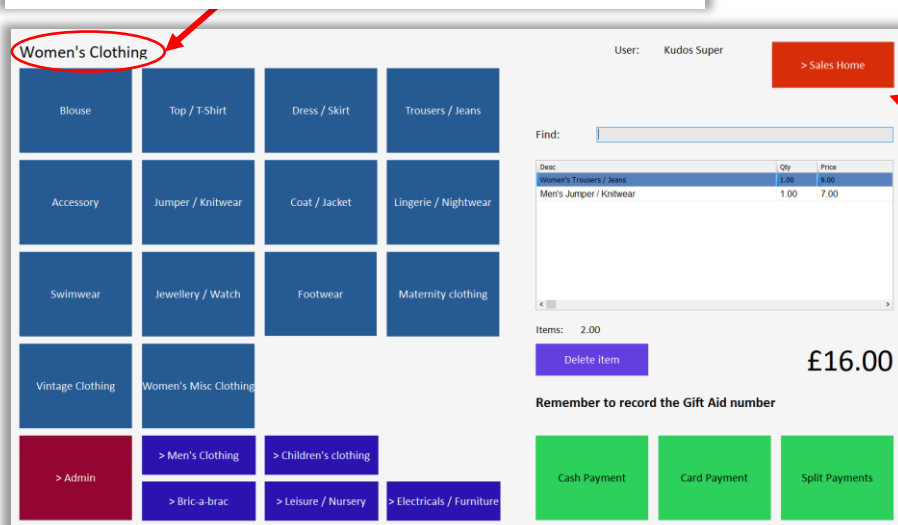 Women's Clothing
User: Kudos Super
> Sales Home
Blouse
Top / T-Shirt
Dress / Skirt
Trousers / Jeans
Find:
Desc Qty Price
Women's Trousers / Jeans 1.00 9.00
Men's Jumper / Knitwear 1.00 7.00
Accessory
Jumper / Knitwear
Coat / Jacket
Lingerie / Nightwear
Swimwear
Jewellery / Watch
Footwear
Maternity clothing
Items: 2.00
Delete item
£16.00
Vintage Clothing
Women's Misc Clothing
Remember to record the Gift Aid number
> Admin
> Men's Clothing
> Children's clothing
> Bric-a-brac
> Leisure / Nursery
> Electricals / Furniture
Cash Payment
Card Payment
Split Payments